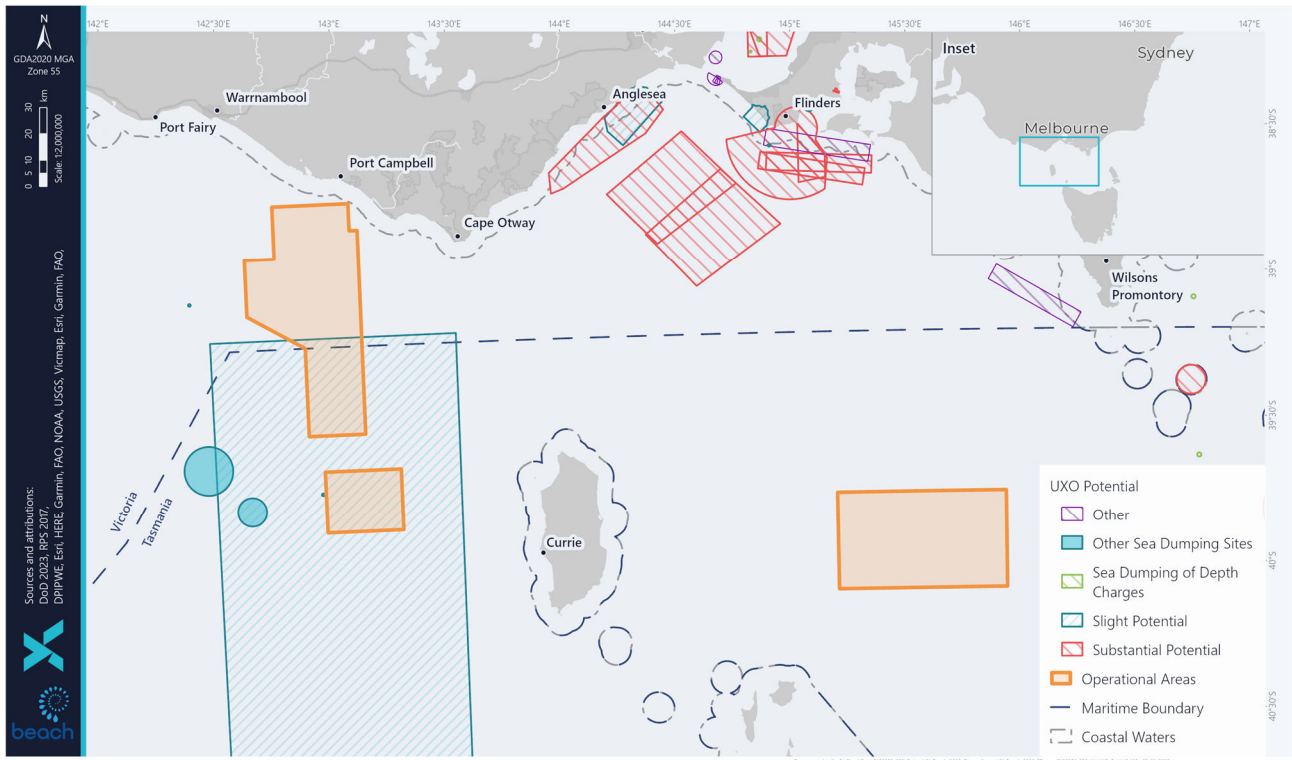 N
GDA2020 MGA
Zone 55
0 5 10 20 30
km
Scale: 1:2,000,000
Sources and attributions:
DoD 2023, RPS 2017,
DPIPWE, Esri, HERE, Garmin, FAO, NOAA, USGS, Vicmap, Esri, Garmin, FAO,
beach
142°E
142°30'E
143°E
143°30'E
144°E
144°30'E
145°E
145°30'E
146°E
146°30'E
147°E
38°30'S
39°S
39°30'S
40°S
40°30'S
Inset
Sydney
Melbourne
Warrnambool
Port Fairy
Anglesea
Flinders
Port Campbell
Cape Otway
Wilsons
Promontory
Victoria
Tasmania
Currie
UXO Potential
Other
Other Sea Dumping Sites
Sea Dumping of Depth
Charges
Slight Potential
Substantial Potential
Operational Areas
Maritime Boundary
Coastal Waters